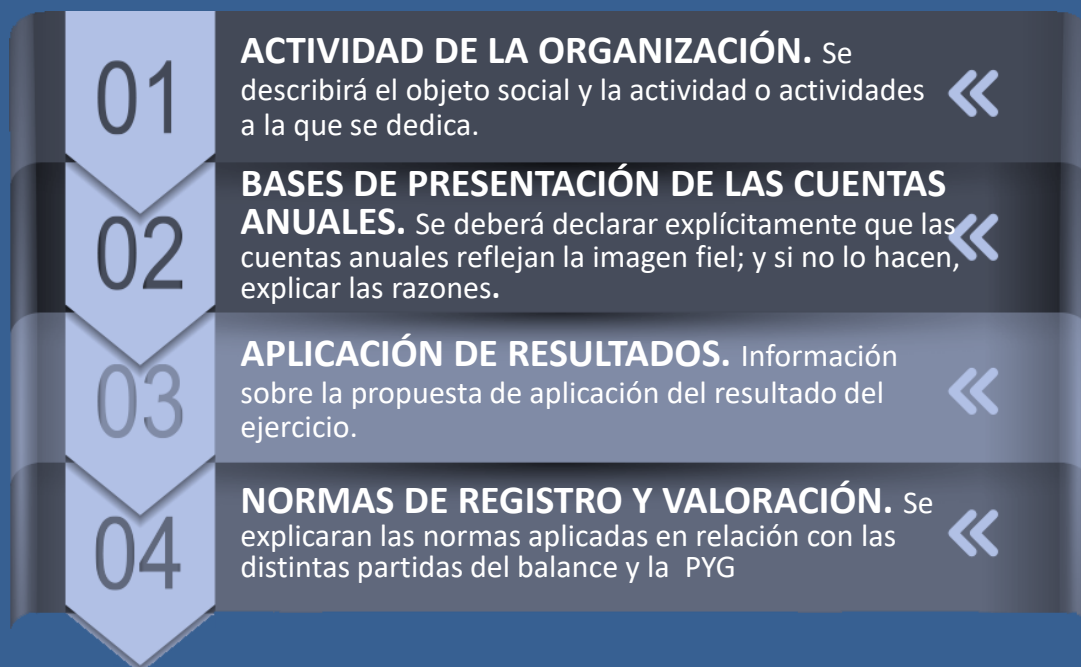 01
ACTIVIDAD DE LA ORGANIZACIÓN. Se
describirá el objeto social y la actividad o actividades
a la que se dedica.
02
BASES DE PRESENTACIÓN DE LAS CUENTAS
ANUALES. Se deberá declarar explícitamente que las
cuentas anuales reflejan la imagen fiel; y si no lo hacen,
explicar las razones.
03
APLICACIÓN DE RESULTADOS. Información
sobre la propuesta de aplicación del resultado del
ejercicio.
04
NORMAS DE REGISTRO Y VALORACIÓN. Se
explicaran las normas aplicadas en relación con las
distintas partidas del balance y la PYG